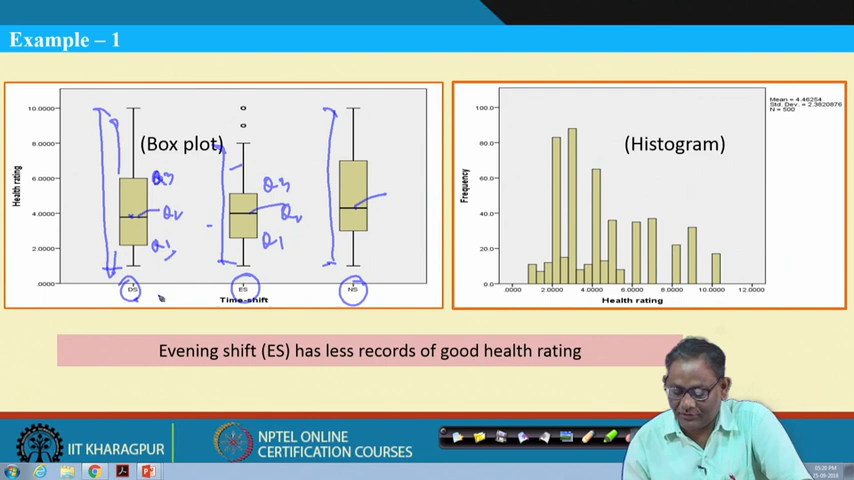 Example – 1
10.0000
8.0000
6.0000
4.0000
2.0000
.0000
Health rating
(Box plot)
Q3
Q3
Q1
Q1
DS
ES
NS
Time-shift
100.0
80.0
60.0
40.0
20.0
0.0
Frequency
(Histogram)
Mean = 4.46254
Std. Dev. = 2.3820876
N = 500
.0000 2.0000 4.0000 6.0000 8.0000 10.0000 12.0000
Health rating
Evening shift (ES) has less records of good health rating
IIT KHARAGPUR
NPTEL ONLINE
CERTIFICATION COURSES
05:20 PM